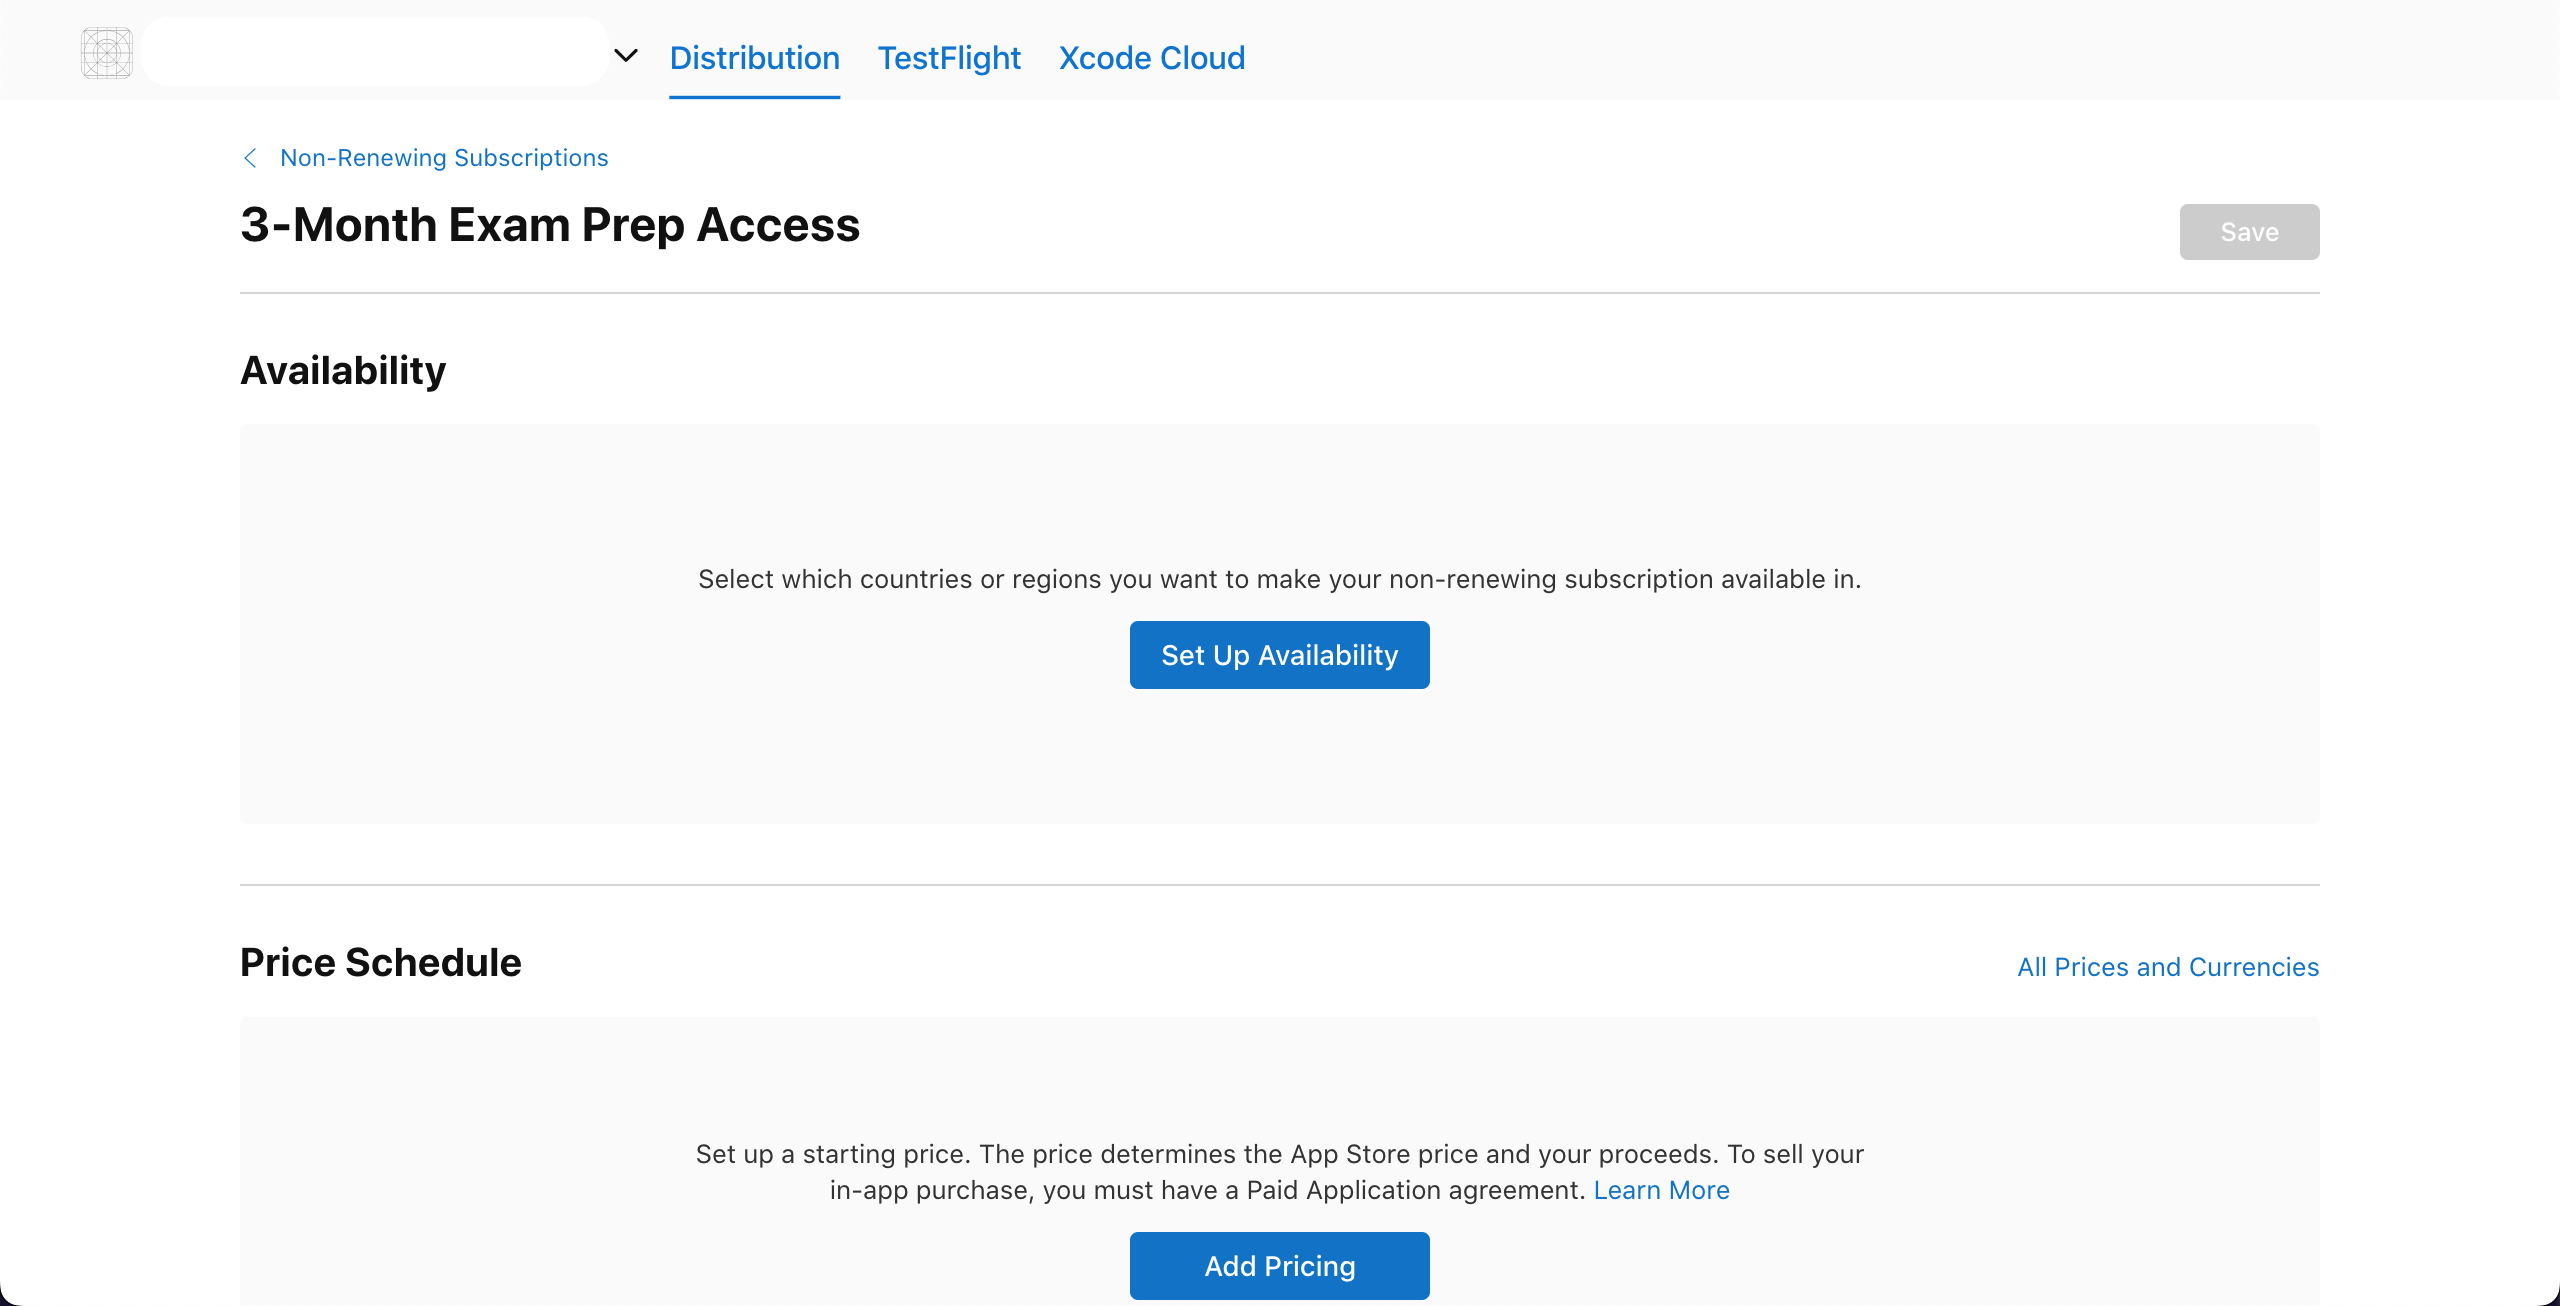 Distribution TestFlight Xcode Cloud
Non-Renewing Subscriptions
3-Month Exam Prep Access
Save
Availability
Select which countries or regions you want to make your non-renewing subscription available in.
Set Up Availability
Price Schedule
All Prices and Currencies
Set up a starting price. The price determines the App Store price and your proceeds. To sell your
in-app purchase, you must have a Paid Application agreement. Learn More
Add Pricing